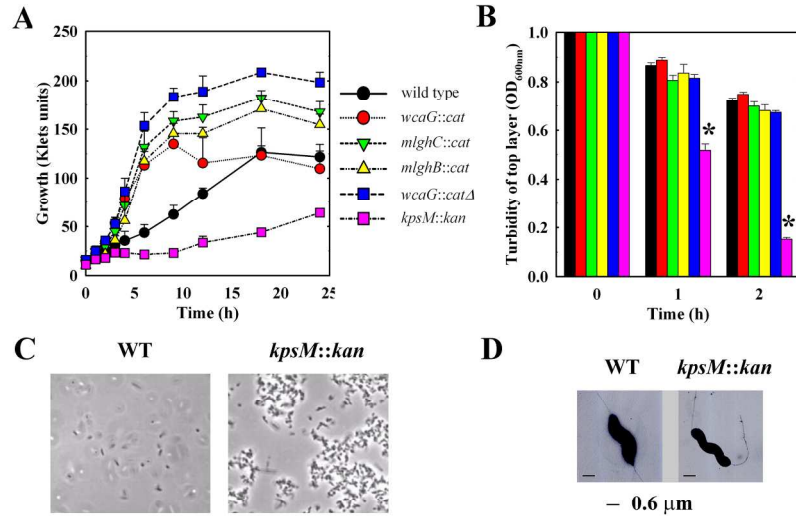 A
Growth (Klets units)
250
200
150
100
50
0
0 5 10 15 20 25
Time (h)
wild type
wcaG::cat
mlghC::cat
mlghB::cat
wcaG::catΔ
kpsM::kan
B
Turbidity of top layer (OD600nm)
1.0
0.8
0.6
0.4
0.2
0.0
*
*
0 1 2
Time (h)
C
WT kpsM::kan
D
WT kpsM::kan
– 0.6 μm